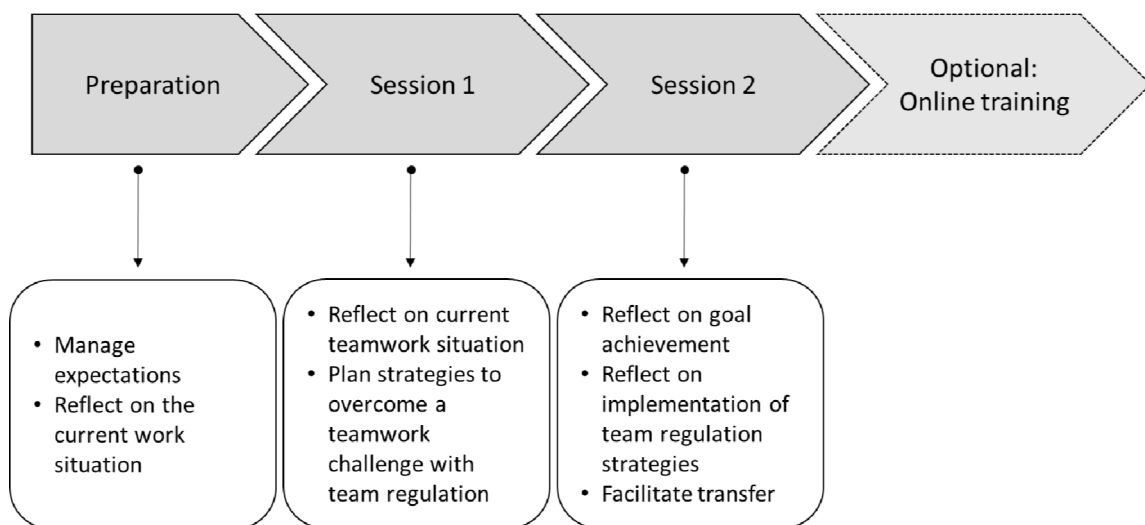 Preparation
Session 1
Session 2
Optional:
Online training
• Manage
expectations
• Reflect on the
current work
situation
• Reflect on current
teamwork situation
• Plan strategies to
overcome a
teamwork
challenge with
team regulation
• Reflect on goal
achievement
• Reflect on
implementation of
team regulation
strategies
• Facilitate transfer